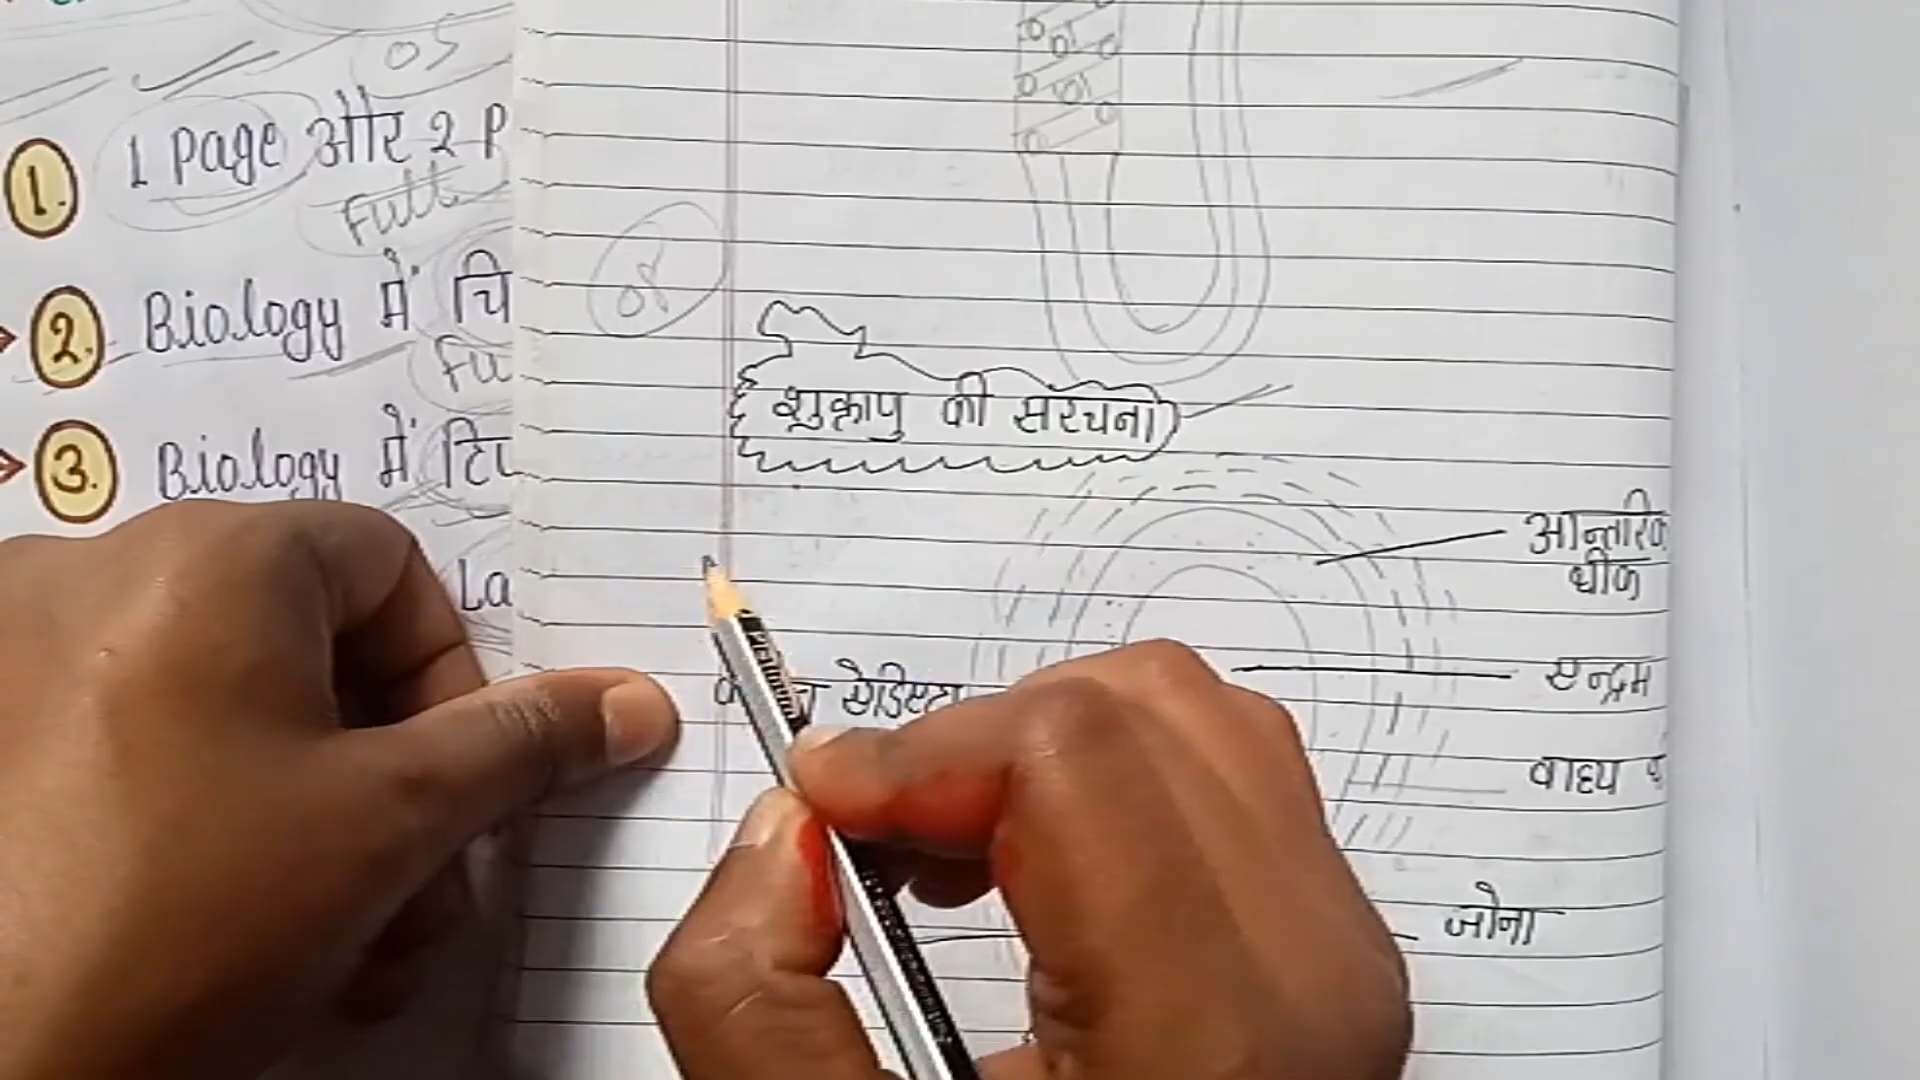 05
1. 1 Page और 2 P
Full
2. Biology में चि
Fu
3. Biology में टि
La
08
शुक्राणु की संरचना
आन्तरिक
थीका
एन्ट्रम
वाह्य
जोना